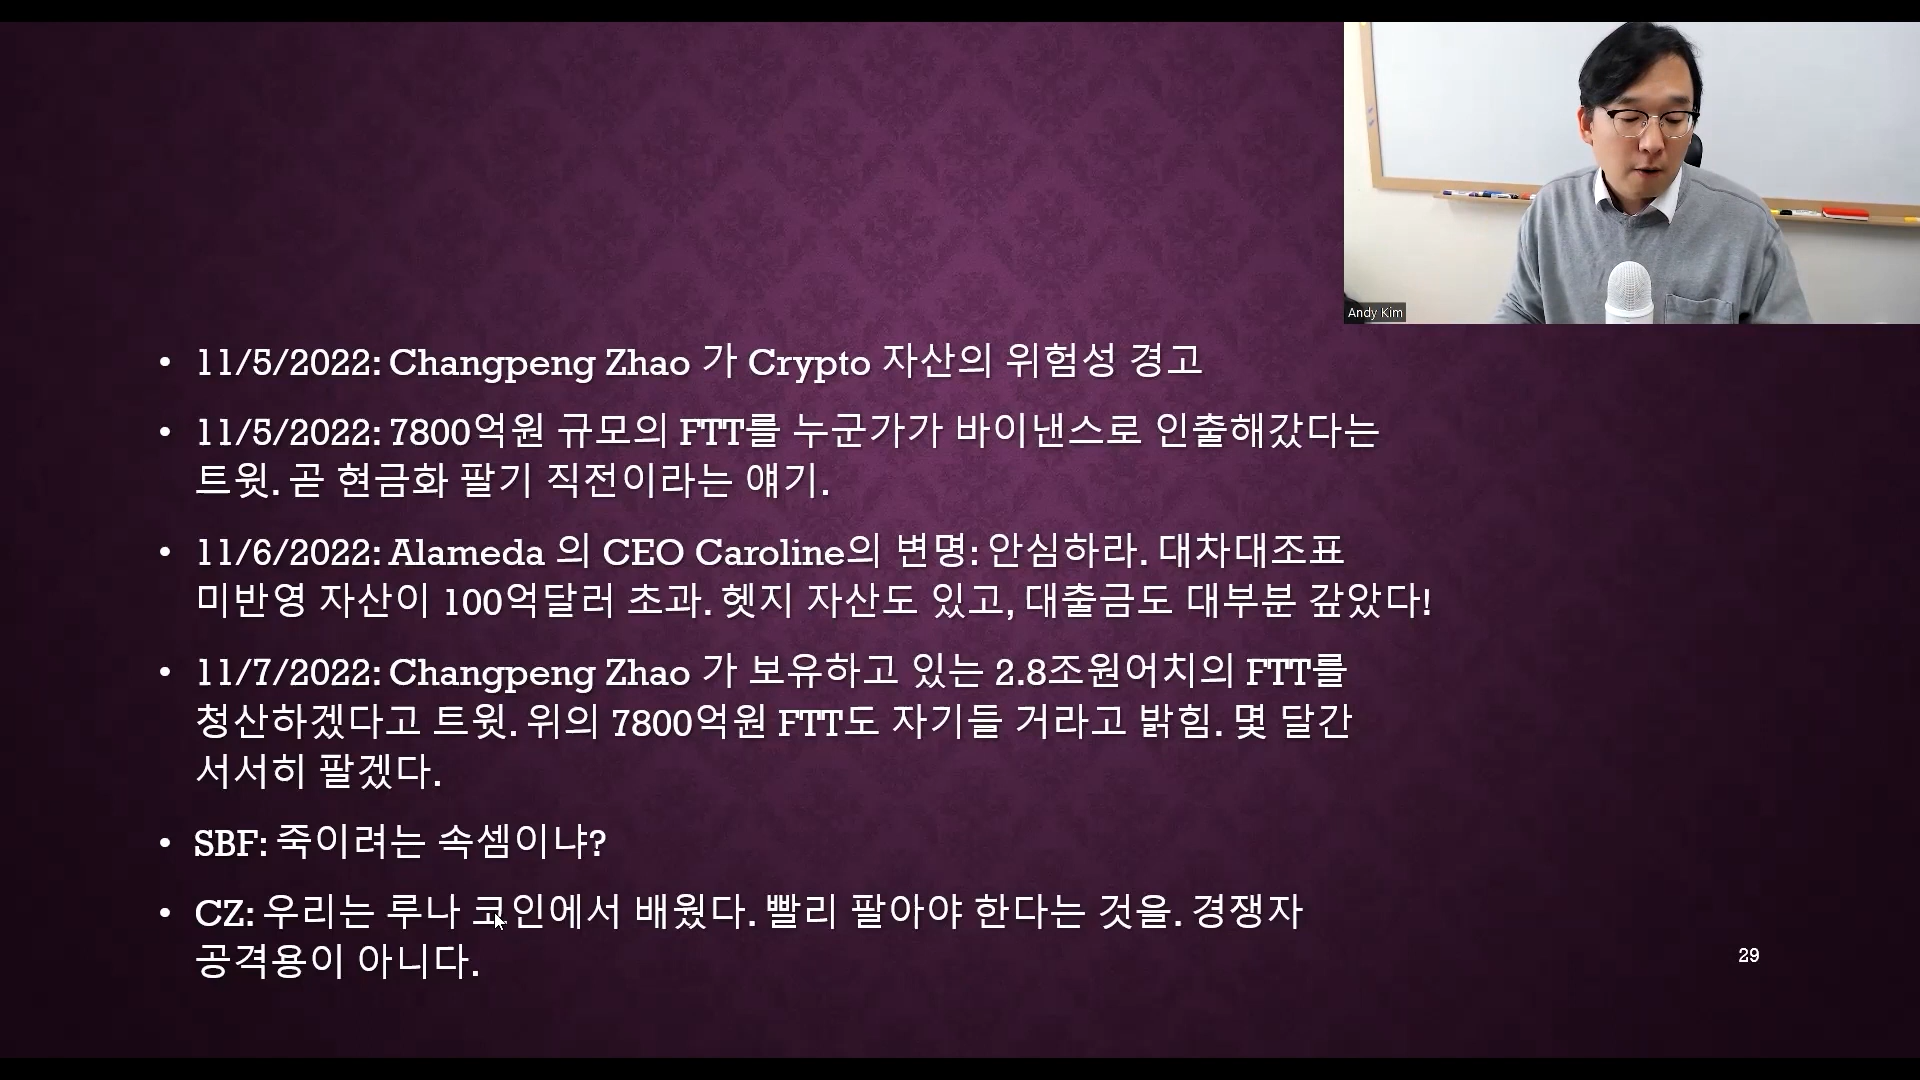 Andy Kim
• 11/5/2022: Changpeng Zhao 가 Crypto 자산의 위험성 경고
• 11/5/2022: 7800억원 규모의 FTT를 누군가가 바이낸스로 인출해갔다는
트윗. 곧 현금화 팔기 직전이라는 얘기.
• 11/6/2022: Alameda 의 CEO Caroline의 변명: 안심하라. 대차대조표
미반영 자산이 100억달러 초과. 헷지 자산도 있고, 대출금도 대부분 갚았다!
• 11/7/2022: Changpeng Zhao 가 보유하고 있는 2.8조원어치의 FTT를
청산하겠다고 트윗. 위의 7800억원 FTT도 자기들 거라고 밝힘. 몇 달간
서서히 팔겠다.
• SBF: 죽이려는 속셈이냐?
• CZ: 우리는 루나 코인에서 배웠다. 빨리 팔아야 한다는 것을. 경쟁자
공격용이 아니다.
29